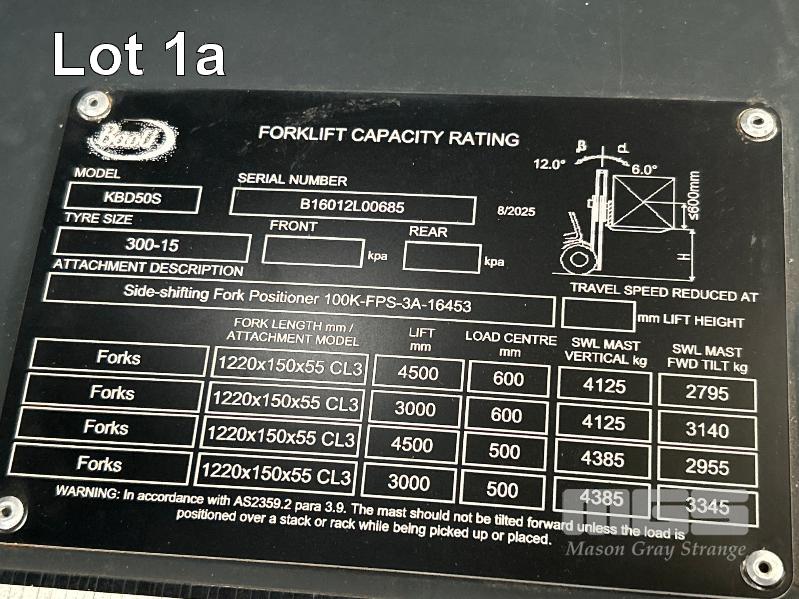 Lot 1a
Baoli
FORKLIFT CAPACITY RATING
MODEL
KBD50S
SERIAL NUMBER
B16012L00685
8/2025
12.0° β d 6.0°
≤600mm
H
TYRE SIZE
300-15
FRONT
kpa
REAR
kpa
ATTACHMENT DESCRIPTION
Side-shifting Fork Positioner 100K-FPS-3A-16453
TRAVEL SPEED REDUCED AT
mm LIFT HEIGHT
FORK LENGTH mm / ATTACHMENT MODEL
LIFT mm
LOAD CENTRE mm
SWL MAST VERTICAL kg
SWL MAST FWD TILT kg
Forks 1220x150x55 CL3 4500 600 4125 2795
Forks 1220x150x55 CL3 3000 600 4125 3140
Forks 1220x150x55 CL3 4500 500 4385 2955
Forks 1220x150x55 CL3 3000 500 4385 3345
WARNING: In accordance with AS2359.2 para 3.9. The mast should not be tilted forward unless the load is
positioned over a stack or rack while being picked up or placed.
MGS
Mason Gray Strange